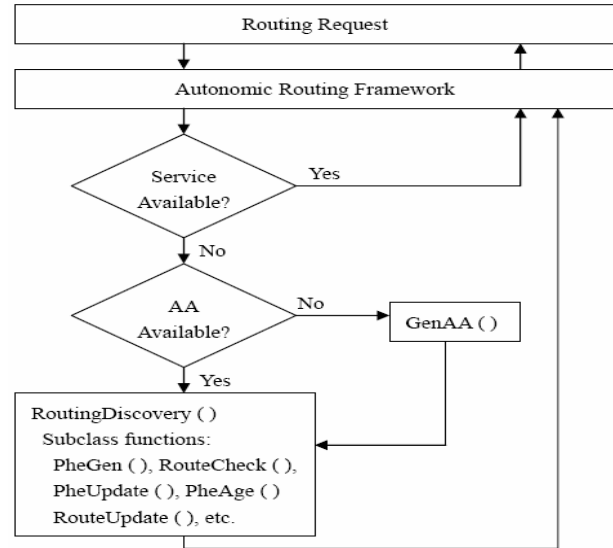 Routing Request
Autonomic Routing Framework
Service
Available?
Yes
No
AA
Available?
No
GenAA ( )
Yes
RoutingDiscovery ( )
Subclass functions:
PheGen ( ), RouteCheck ( ),
PheUpdate ( ), PheAge ( )
RouteUpdate ( ), etc.